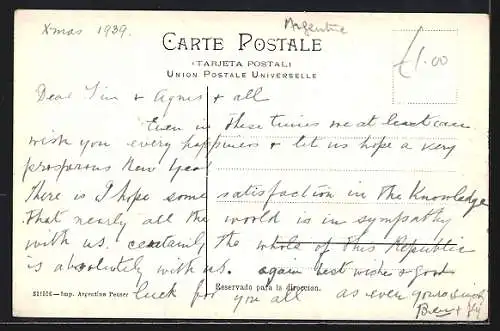 Xmas 1939.
Argentine
CARTE POSTALE
(TARJETA POSTAL)
UNION POSTALE UNIVERSELLE
£1.00
Dear Jim & Agnes & all
Even in these times we at least can
wish you every happiness & let us hope a very
prosperous New Year
There is I hope some satisfaction in the knowledge
that nearly all the world is in sympathy
with us. certainly the whole of this Republic
is absolutely with us. again best wishes & good
luck for you all as ever yours
Reservado para la direccion.
Imp. Argentina Peuser